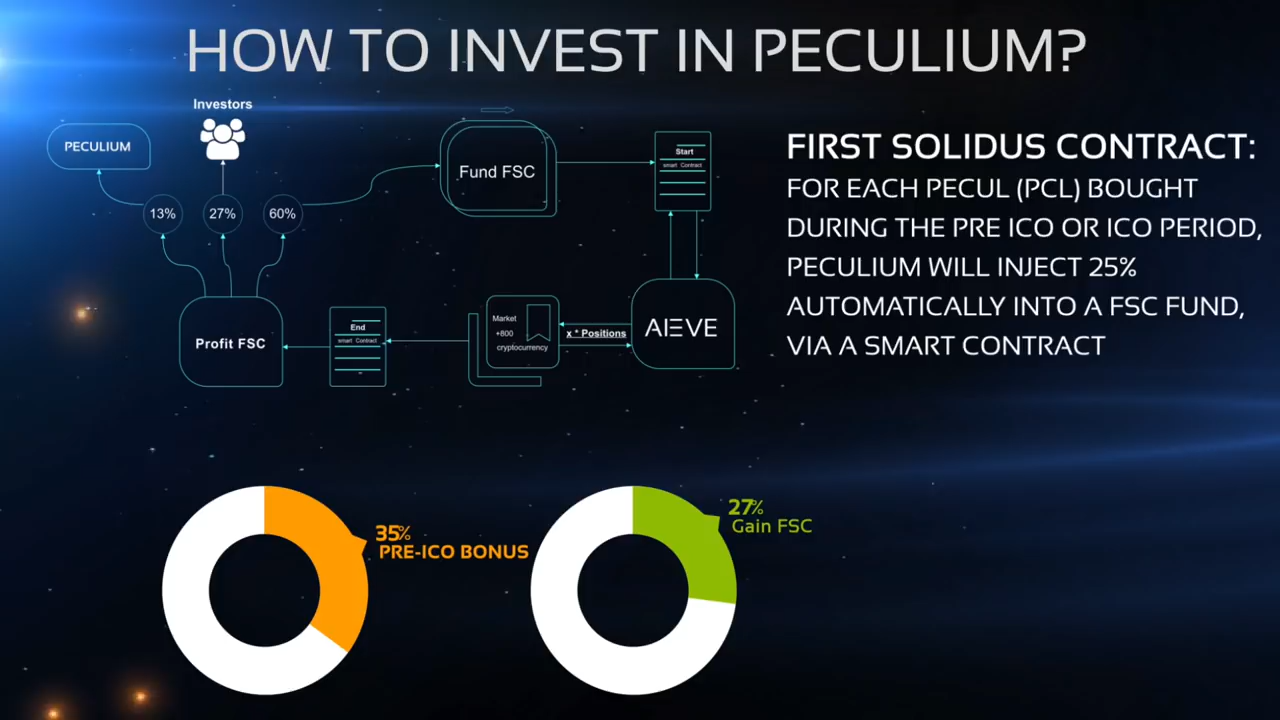 HOW TO INVEST IN PECULIUM?
Investors
PECULIUM
Fund FSC
Start
smart Contract
13%
27%
60%
Profit FSC
End
smart Contract
Market
+800
cryptocurrency
x * Positions
AIEVE
FIRST SOLIDUS CONTRACT:
FOR EACH PECUL (PCL) BOUGHT
DURING THE PRE ICO OR ICO PERIOD,
PECULIUM WILL INJECT 25%
AUTOMATICALLY INTO A FSC FUND,
VIA A SMART CONTRACT
35%
PRE-ICO BONUS
27%
Gain FSC